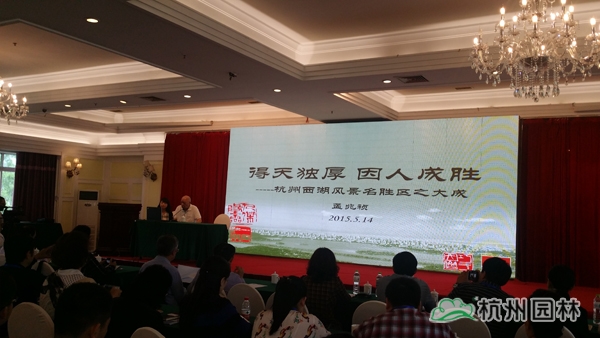 得天独厚 因人成胜
——杭州西湖风景名胜区之大成
孟兆祯
2015.5.14
杭州园林